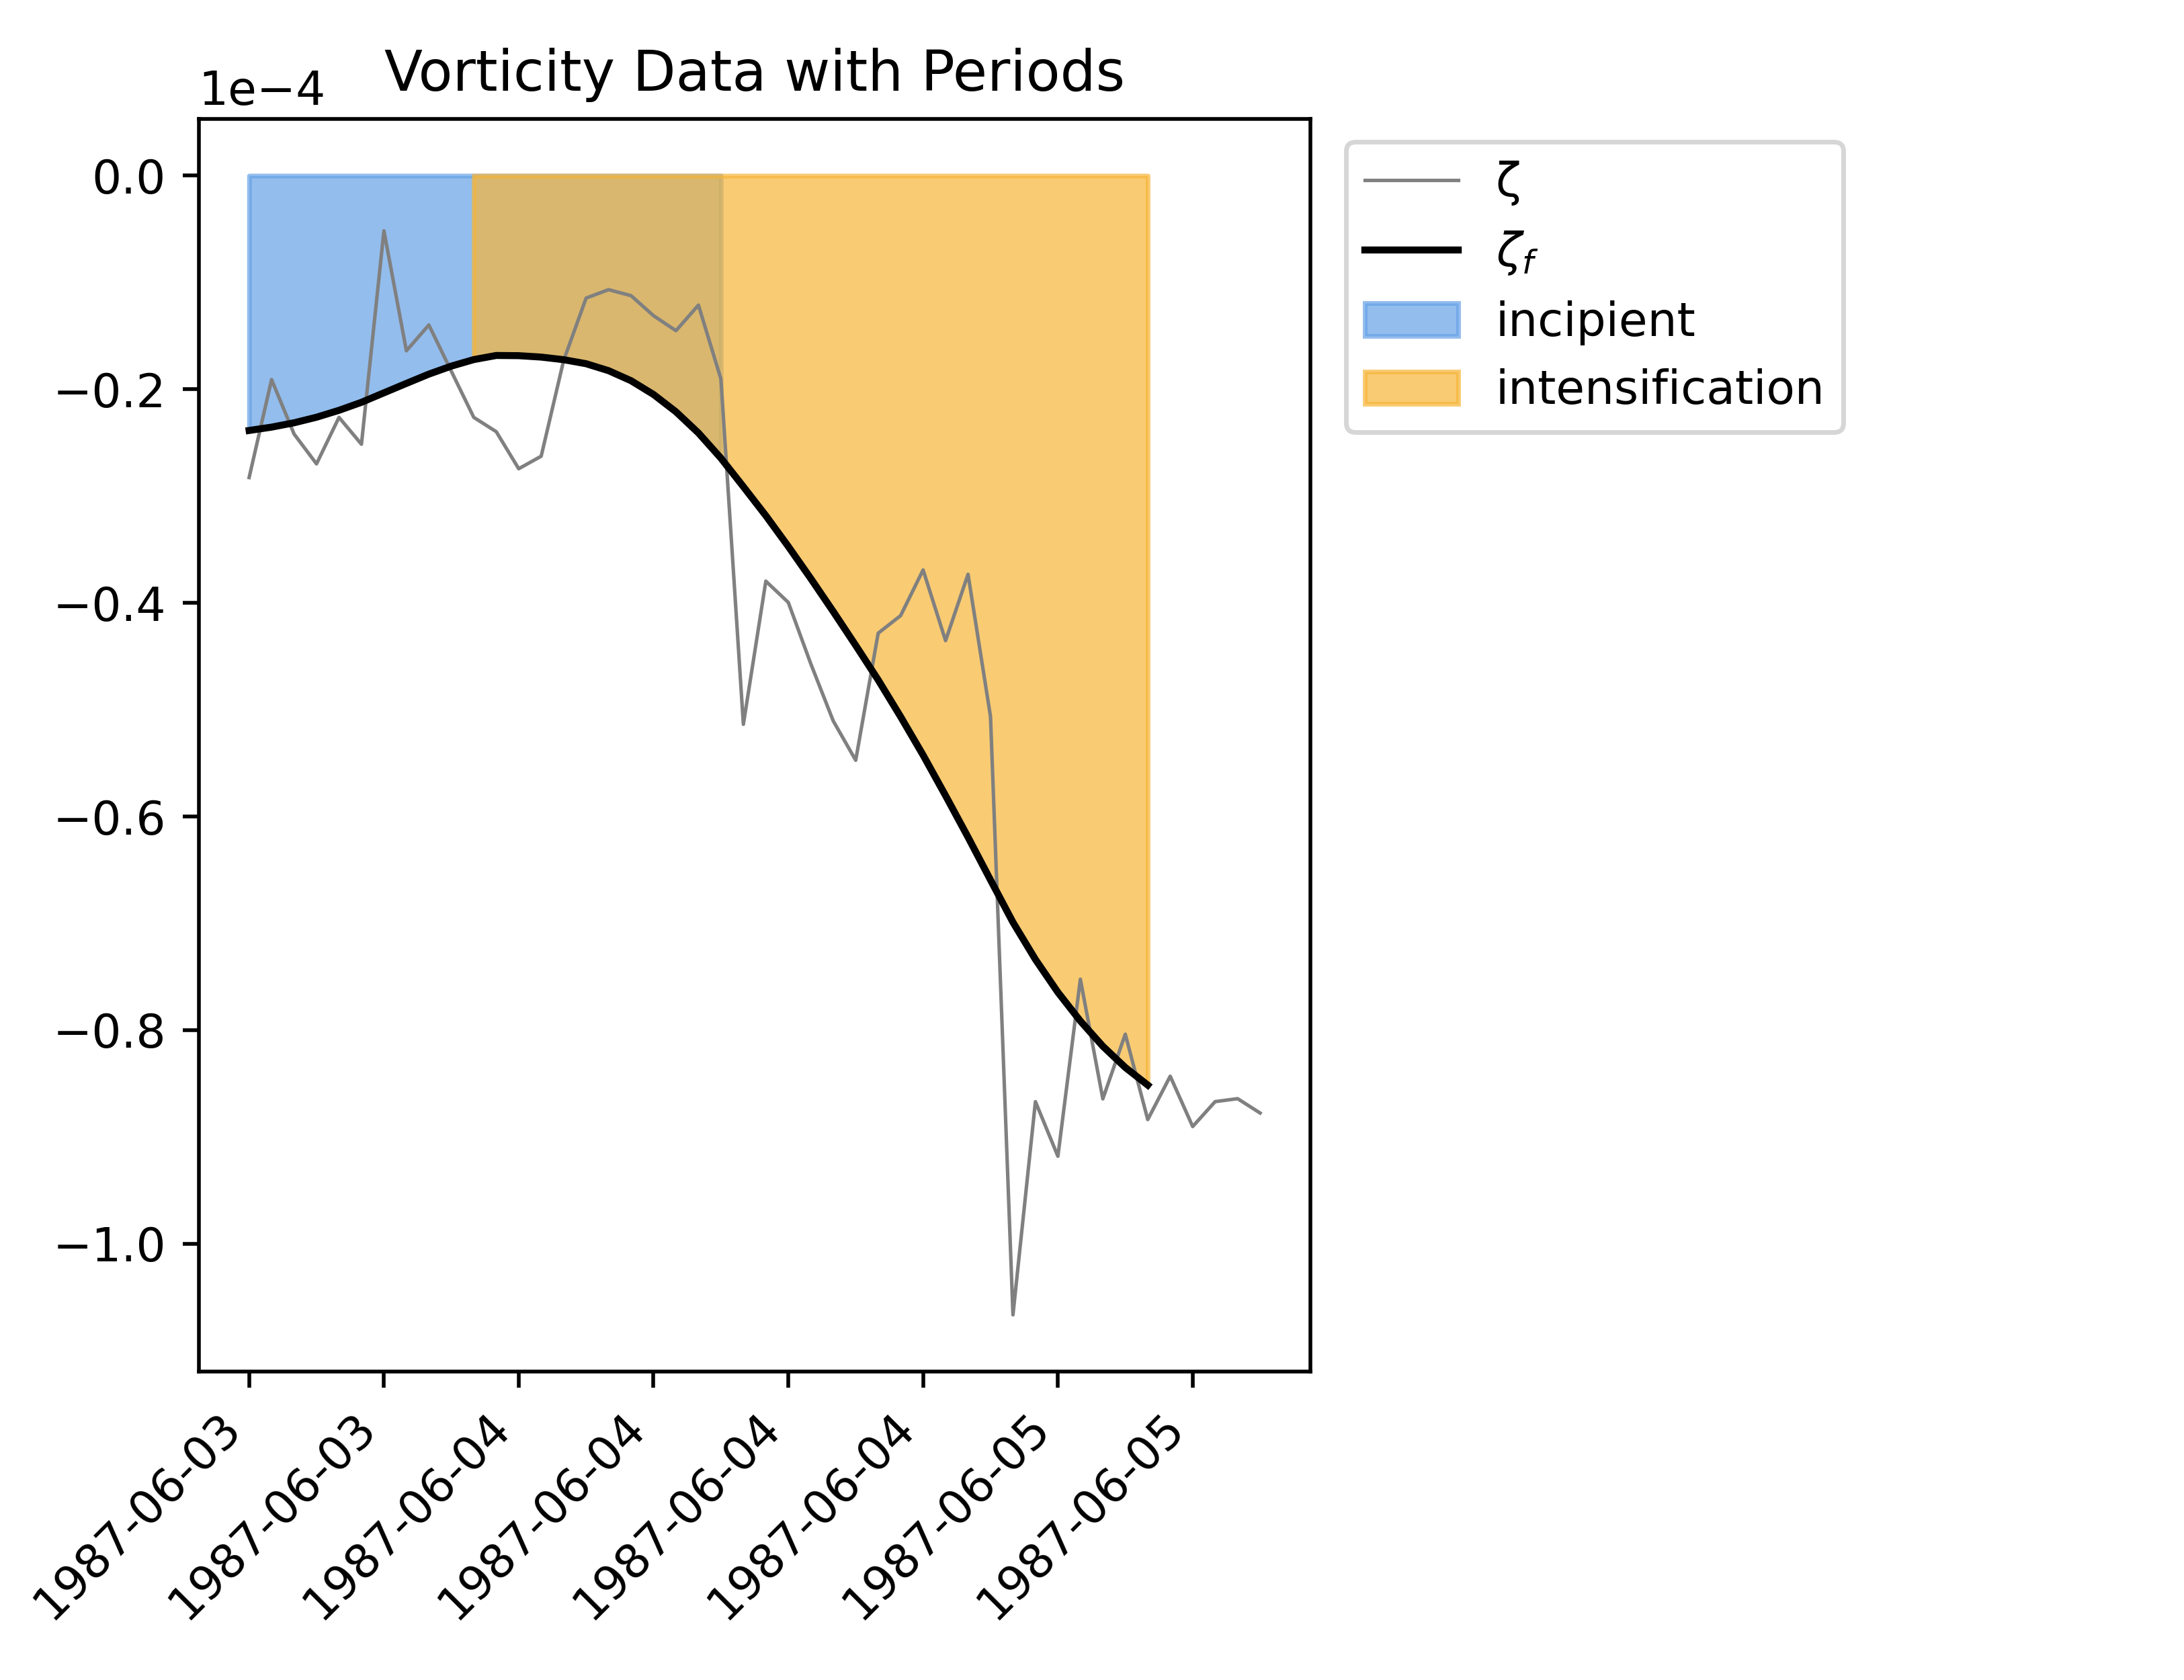 Vorticity Data with Periods
1e−4
0.0
−0.2
−0.4
−0.6
−0.8
−1.0
1987-06-03
1987-06-03
1987-06-04
1987-06-04
1987-06-04
1987-06-04
1987-06-05
1987-06-05
ζ
ζf
incipient
intensification